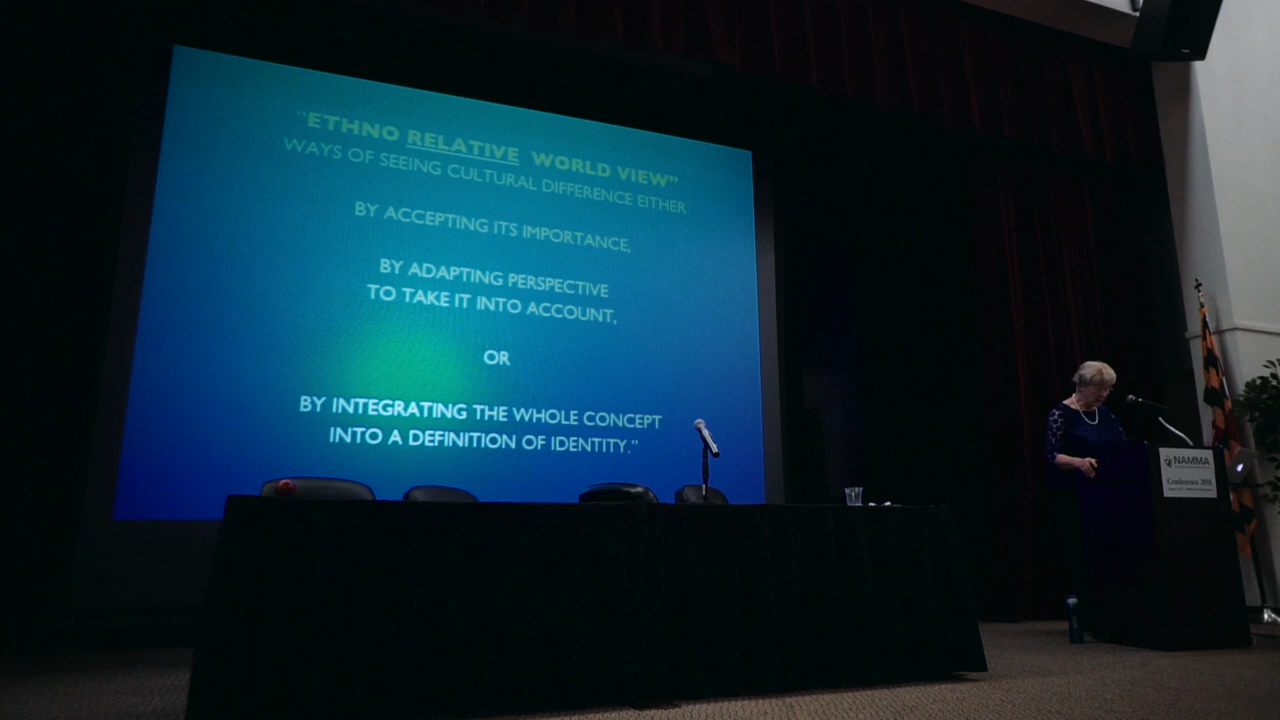 "ETHNO RELATIVE WORLD VIEW"
WAYS OF SEEING CULTURAL DIFFERENCE EITHER
BY ACCEPTING ITS IMPORTANCE,
BY ADAPTING PERSPECTIVE
TO TAKE IT INTO ACCOUNT,
OR
BY INTEGRATING THE WHOLE CONCEPT
INTO A DEFINITION OF IDENTITY."
NAMMA
Conference 2018